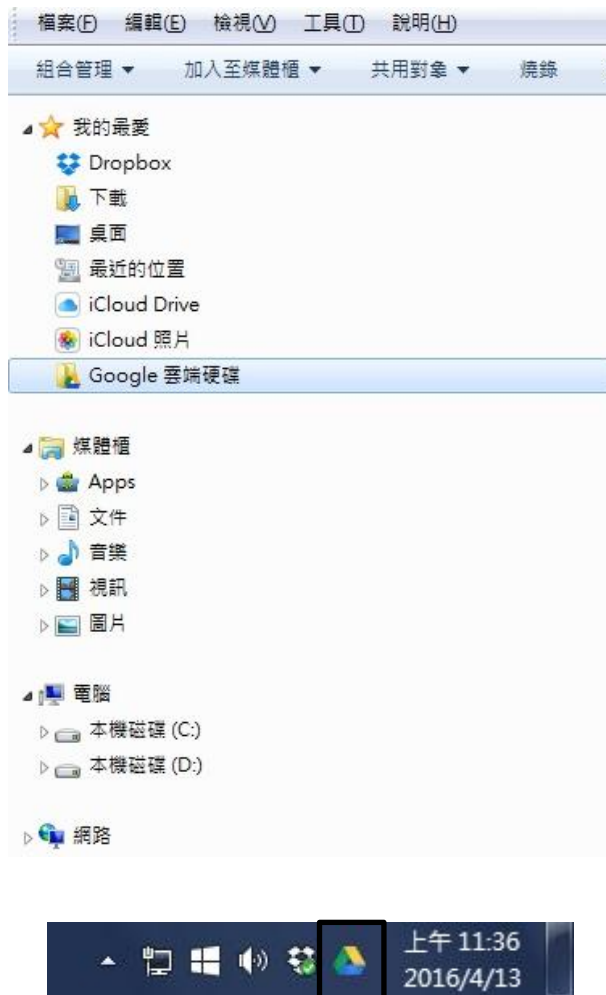 檔案(F) 編輯(E) 檢視(V) 工具(T) 說明(H)
組合管理 加入至媒體櫃 共用對象 燒錄
我的最愛
Dropbox
下載
桌面
最近的位置
iCloud Drive
iCloud 照片
Google 雲端硬碟
媒體櫃
Apps
文件
音樂
視訊
圖片
電腦
本機磁碟 (C:)
本機磁碟 (D:)
網路
上午 11:36
2016/4/13